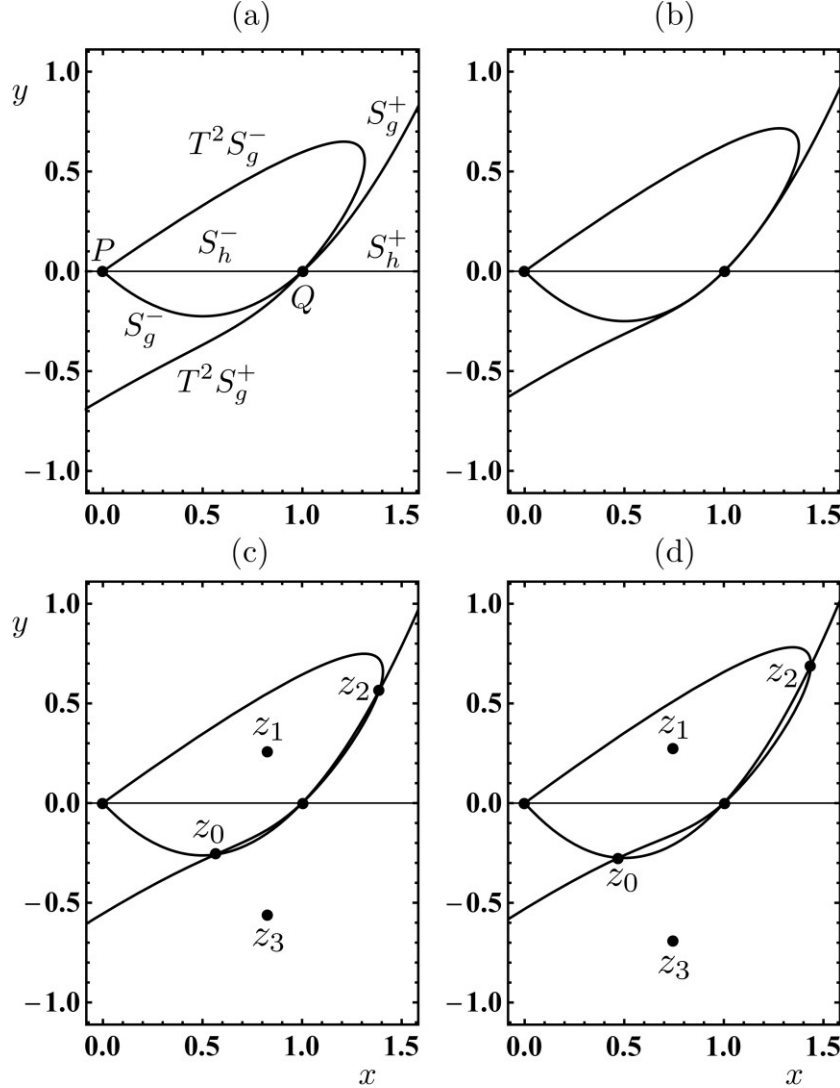 (a) (b)
1.0 1.0
y
S_g^+
T^2S_g^-
0.5 0.5
P S_h^- S_h^+
0.0 0.0
Q
S_g^-
−0.5 −0.5
T^2S_g^+
−1.0 −1.0
0.0 0.5 1.0 1.5 0.0 0.5 1.0 1.5
(c) (d)
1.0 1.0
y
z_2 z_2
0.5 0.5
z_1 z_1
0.0 0.0
z_0 z_0
−0.5 −0.5
z_3 z_3
−1.0 −1.0
0.0 0.5 1.0 1.5 0.0 0.5 1.0 1.5
x x